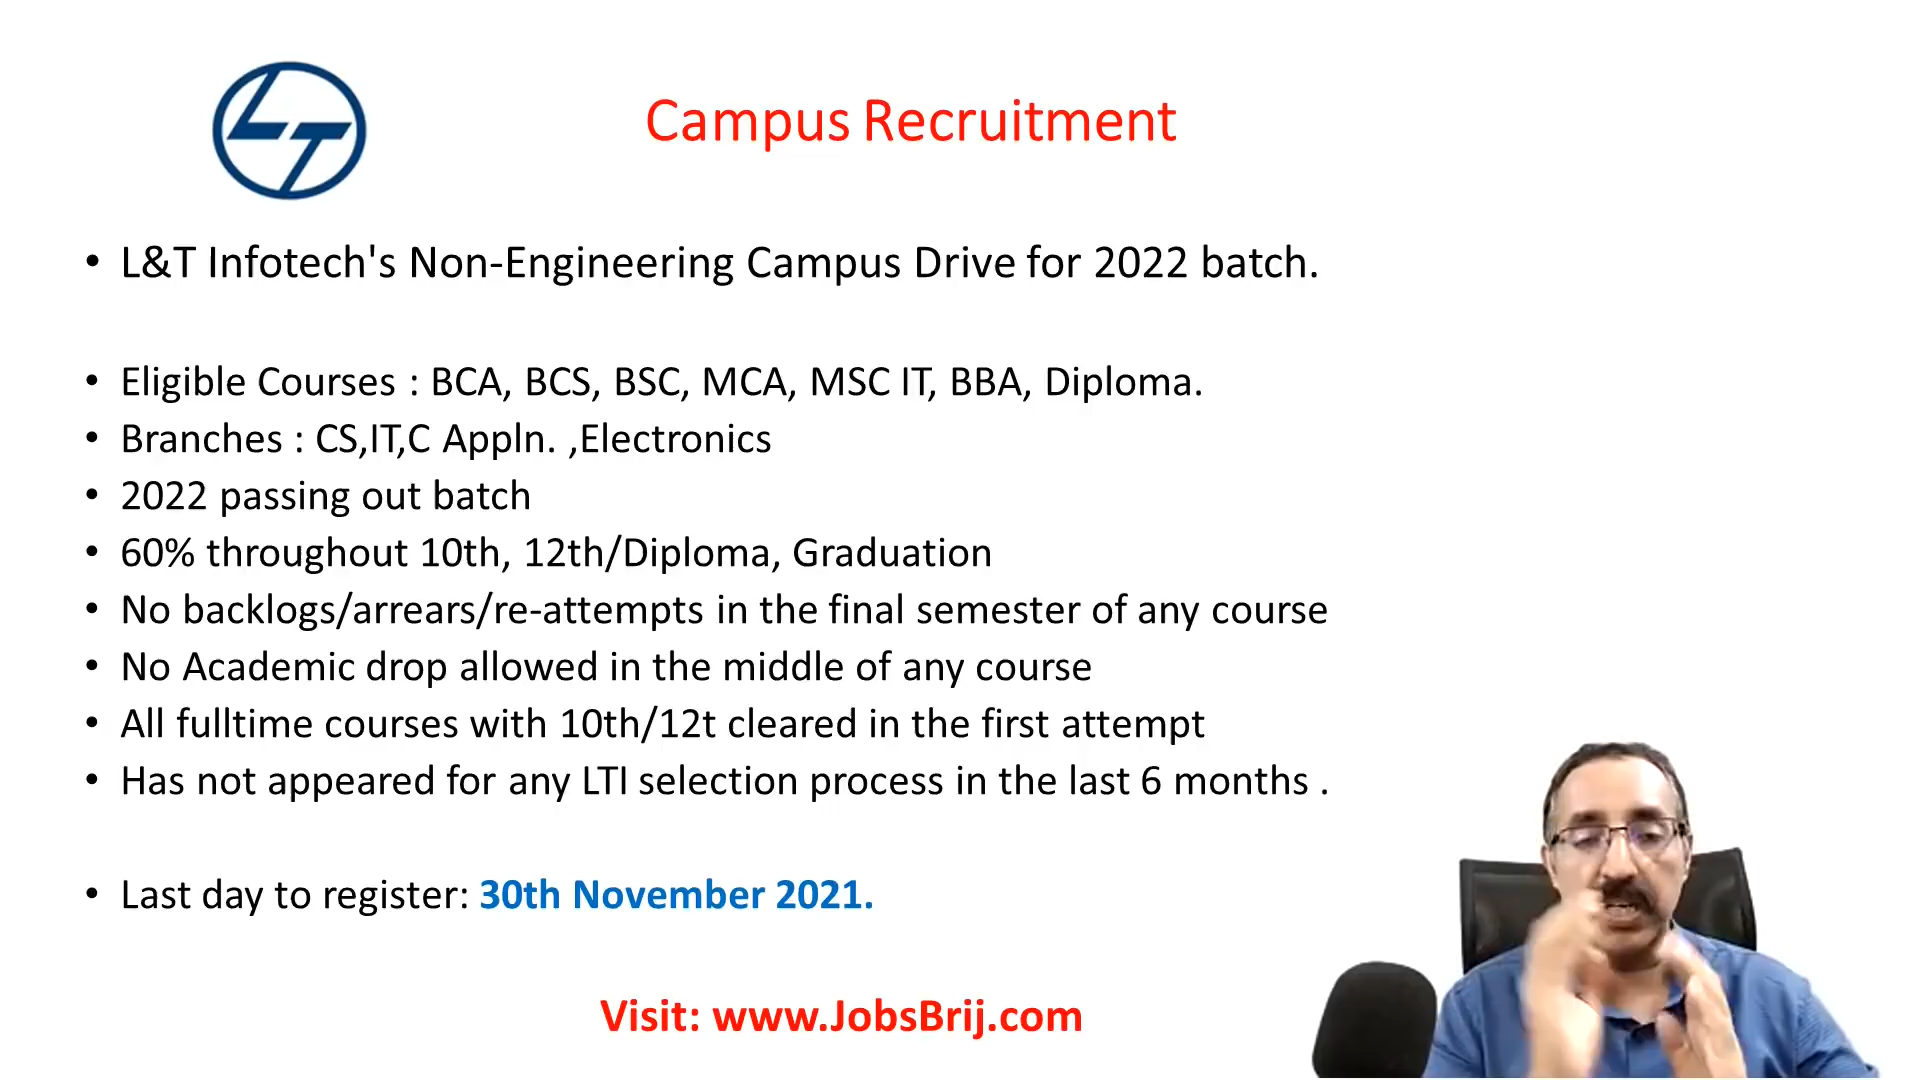 LT
Campus Recruitment
• L&T Infotech's Non-Engineering Campus Drive for 2022 batch.
• Eligible Courses : BCA, BCS, BSC, MCA, MSC IT, BBA, Diploma.
• Branches : CS,IT,C Appln. ,Electronics
• 2022 passing out batch
• 60% throughout 10th, 12th/Diploma, Graduation
• No backlogs/arrears/re-attempts in the final semester of any course
• No Academic drop allowed in the middle of any course
• All fulltime courses with 10th/12t cleared in the first attempt
• Has not appeared for any LTI selection process in the last 6 months .
• Last day to register: 30th November 2021.
Visit: www.JobsBrij.com